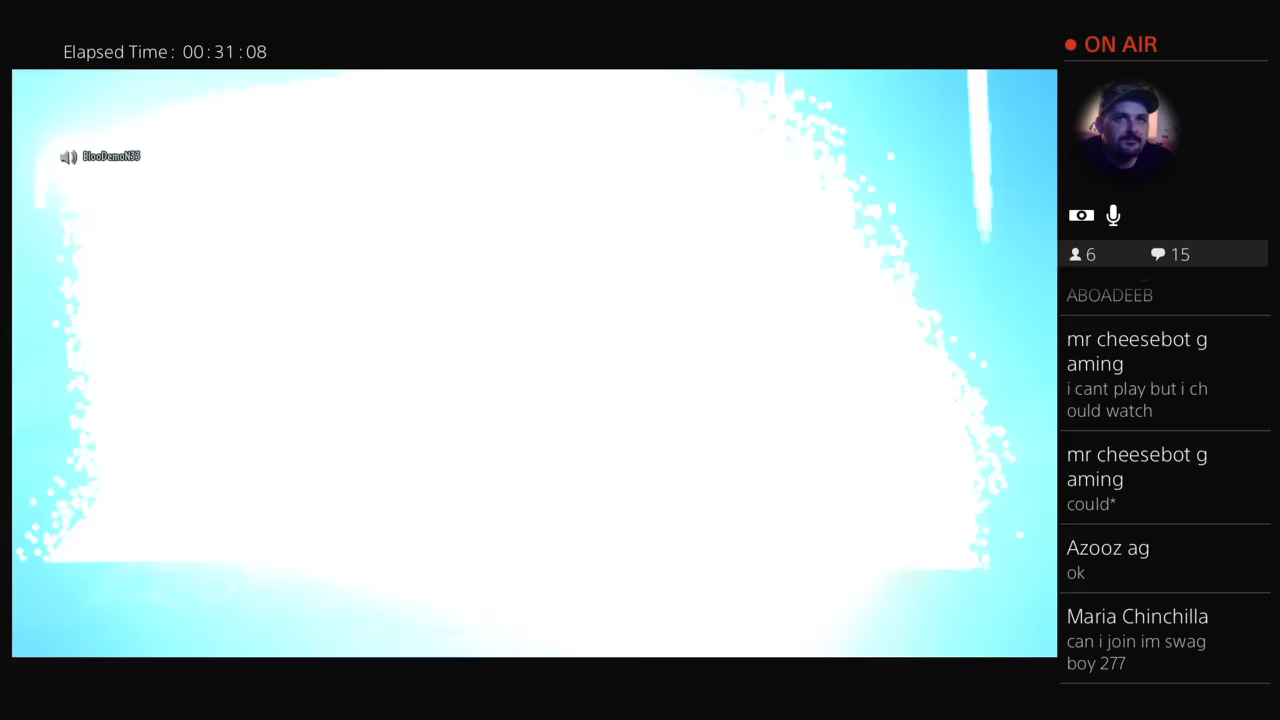 Elapsed Time: 00:31:08
ON AIR
BlooDemoN33
6 15
ABOADEEB
mr cheesebot g
aming
i cant play but i ch
ould watch
mr cheesebot g
aming
could*
Azooz ag
ok
Maria Chinchilla
can i join im swag
boy 277